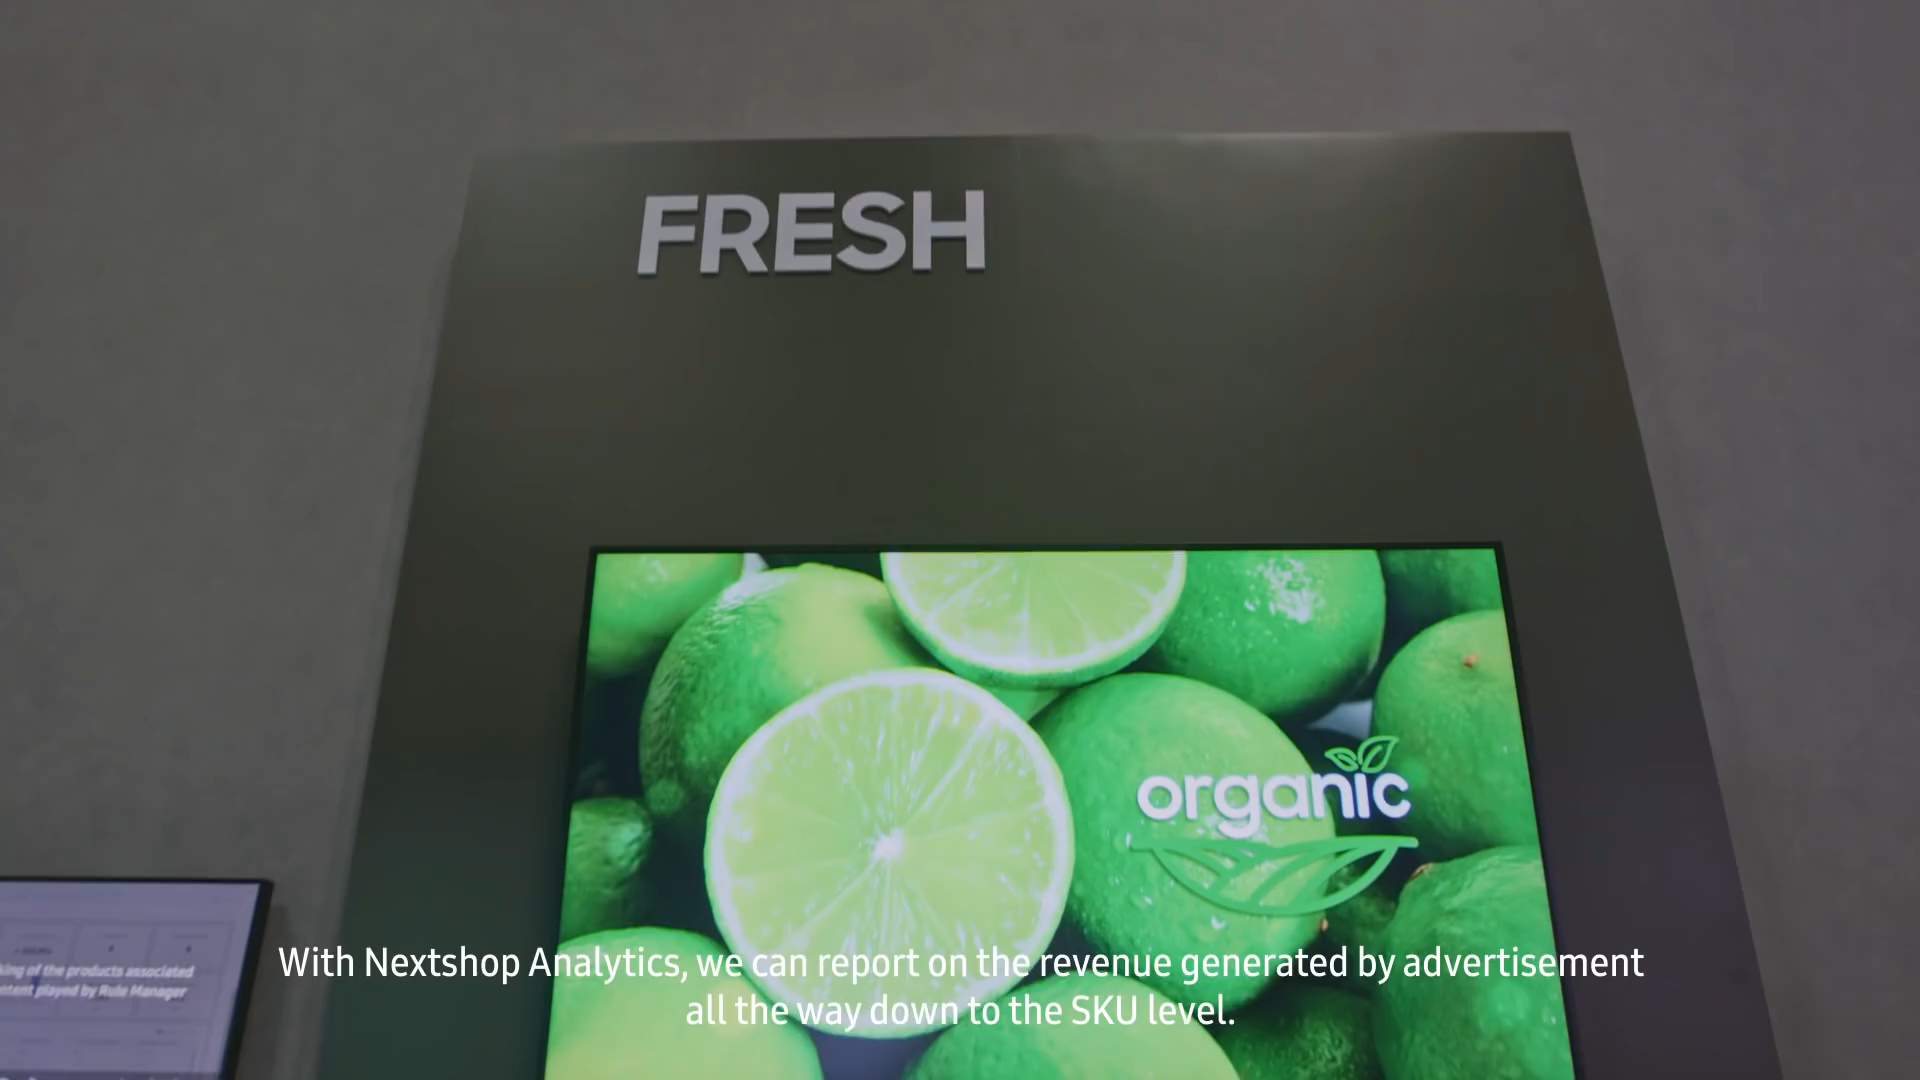 FRESH
organic
king of the products associated
ntent played by Rule Manager
With Nextshop Analytics, we can report on the revenue generated by advertisement
all the way down to the SKU level.